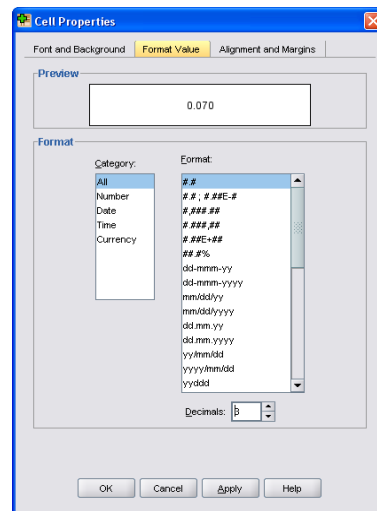 Cell Properties
Font and Background Format Value Alignment and Margins
Preview
0.070
Format
Category:
Format:
All
Number
Date
Time
Currency
#.#
#.# ; #.##E-#
#,###.##
#.###,##
#.##E+##
##.#%
dd-mmm-yy
dd-mmm-yyyy
mm/dd/yy
mm/dd/yyyy
dd.mm.yy
dd.mm.yyyy
yy/mm/dd
yyyy/mm/dd
yyddd
Decimals: 3
OK Cancel Apply Help